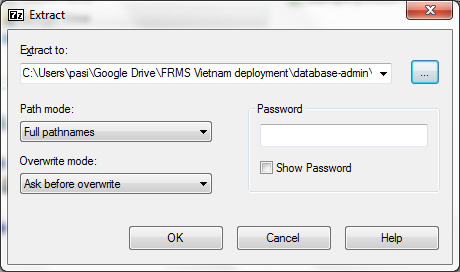 7z Extract
Extract to:
C:\Users\pasi\Google Drive\FRMS Vietnam deployment\database-admin\
...
Path mode:
Full pathnames
Password
Overwrite mode:
Show Password
Ask before overwrite
OK Cancel Help